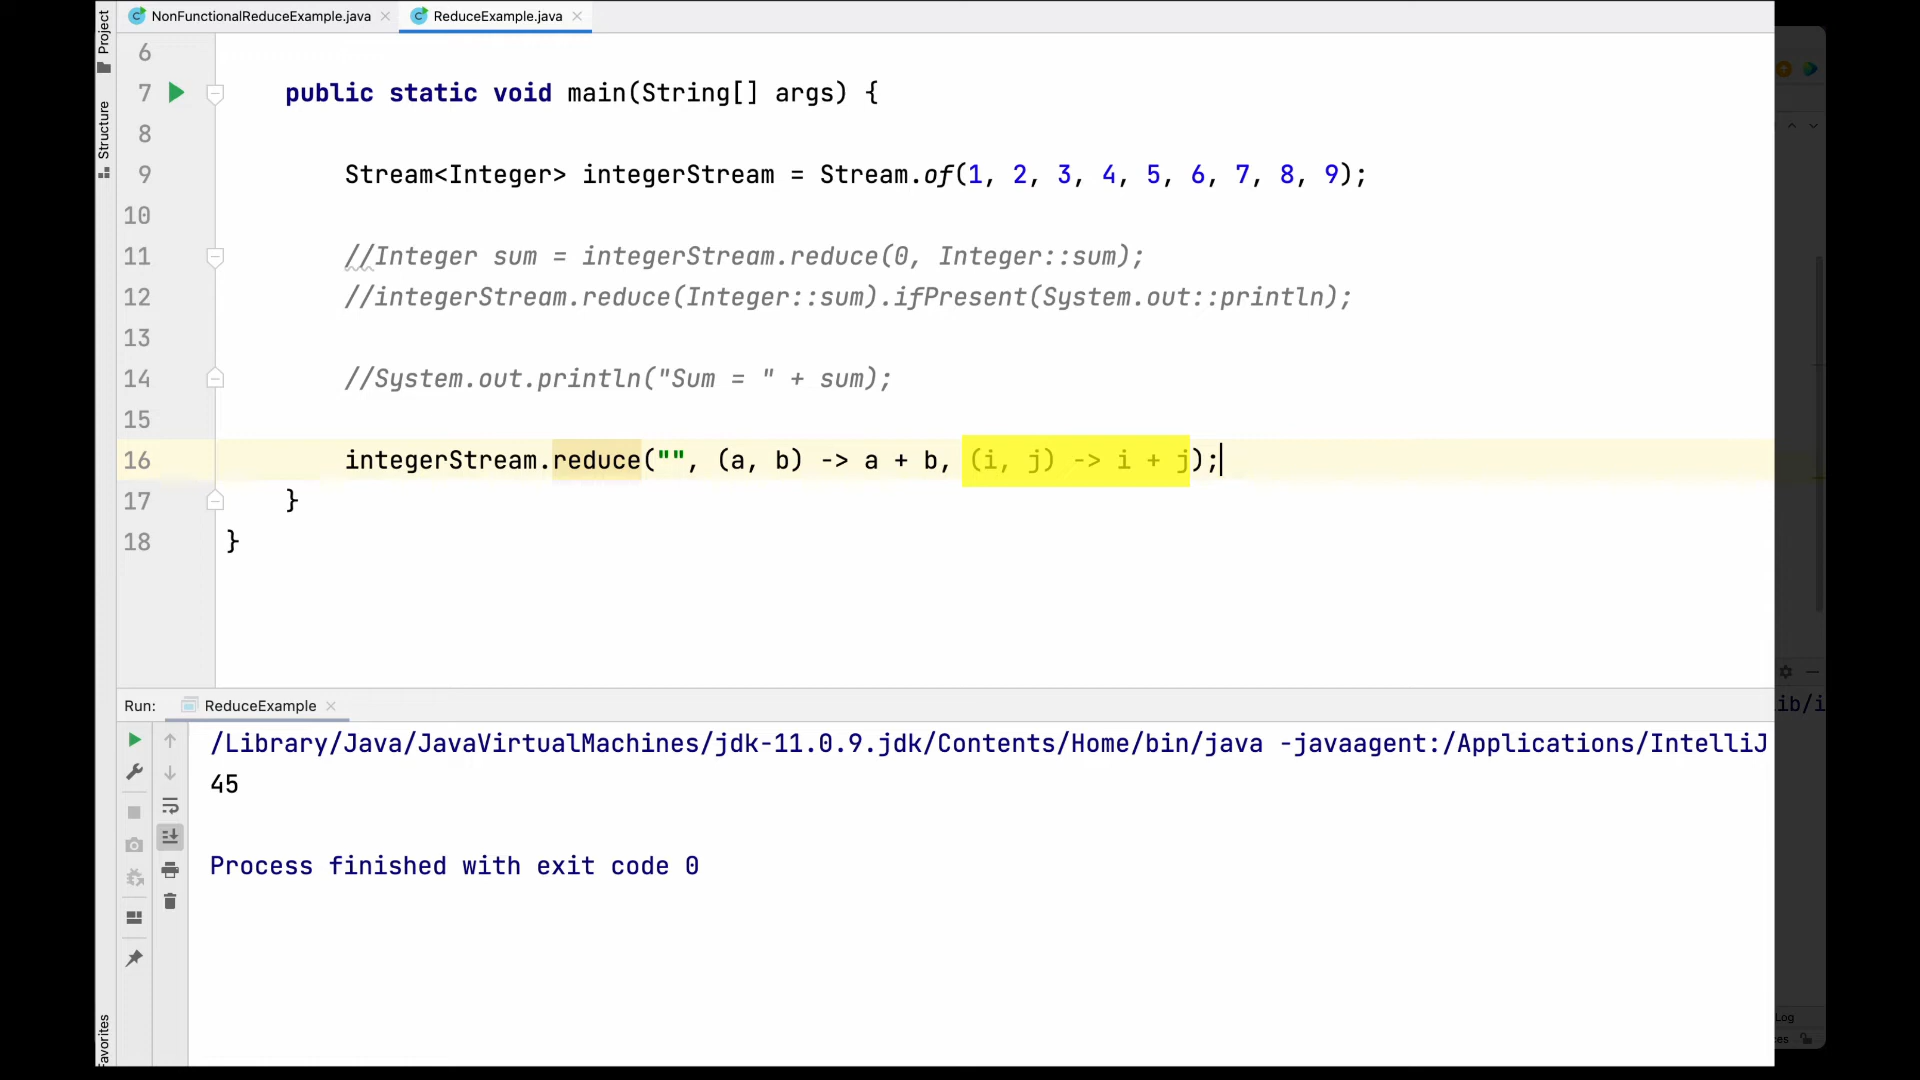 NonFunctionalReduceExample.java
ReduceExample.java
Project
Structure
6
7 public static void main(String[] args) {
8
9 Stream<Integer> integerStream = Stream.of(1, 2, 3, 4, 5, 6, 7, 8, 9);
10
11 //Integer sum = integerStream.reduce(0, Integer::sum);
12 //integerStream.reduce(Integer::sum).ifPresent(System.out::println);
13
14 //System.out.println("Sum = " + sum);
15
16 integerStream.reduce("", (a, b) -> a + b, (i, j) -> i + j);
17 }
18 }
Run: ReduceExample
/Library/Java/JavaVirtualMachines/jdk-11.0.9.jdk/Contents/Home/bin/java -javaagent:/Applications/IntelliJ
45
Process finished with exit code 0
avorites
ib/i
Log
es